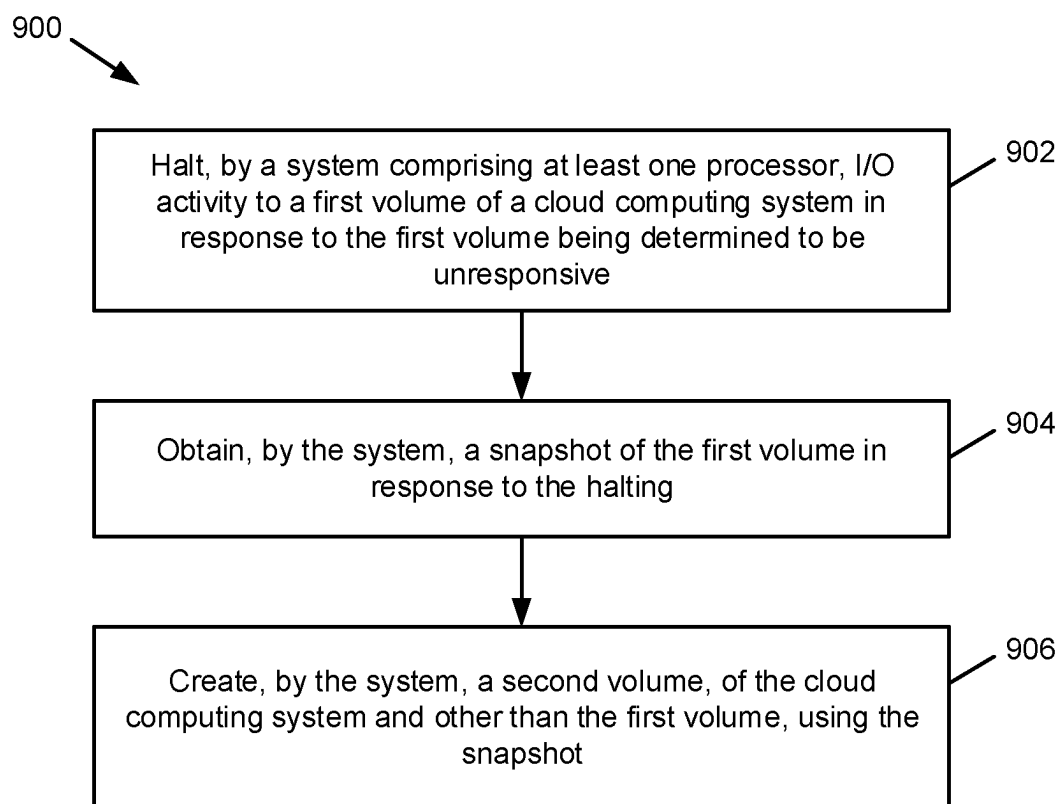 900
Halt, by a system comprising at least one processor, I/O
activity to a first volume of a cloud computing system in
response to the first volume being determined to be
unresponsive
902
Obtain, by the system, a snapshot of the first volume in
response to the halting
904
Create, by the system, a second volume, of the cloud
computing system and other than the first volume, using the
snapshot
906